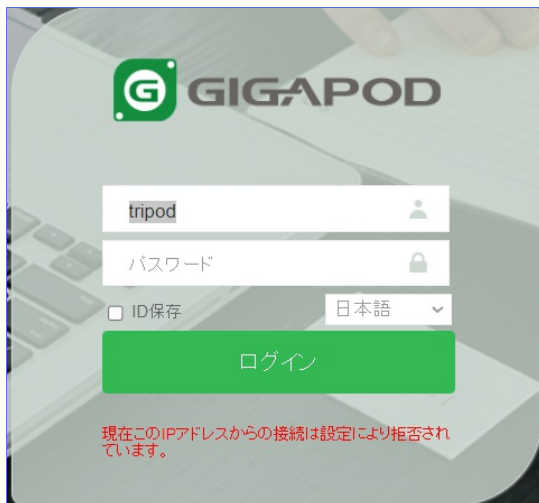 G GIGAPOD
tripod
パスワード
ID保存
日本語
ログイン
現在このIPアドレスからの接続は設定により拒否され
ています。